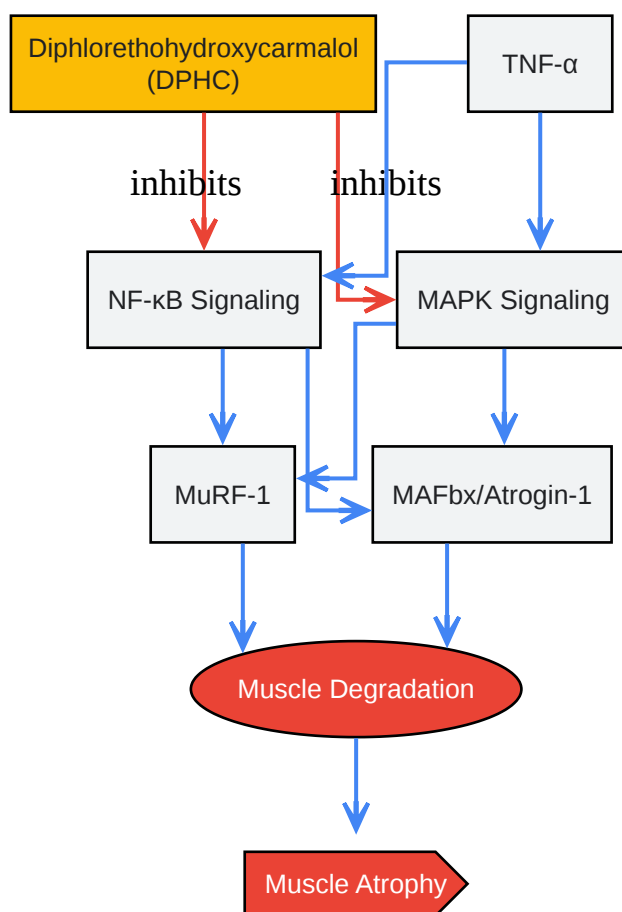 Diphlorethohydroxycarmalol
(DPHC)
TNF-α
inhibits
inhibits
NF-κB Signaling
MAPK Signaling
MuRF-1
MAFbx/Atrogin-1
Muscle Degradation
Muscle Atrophy